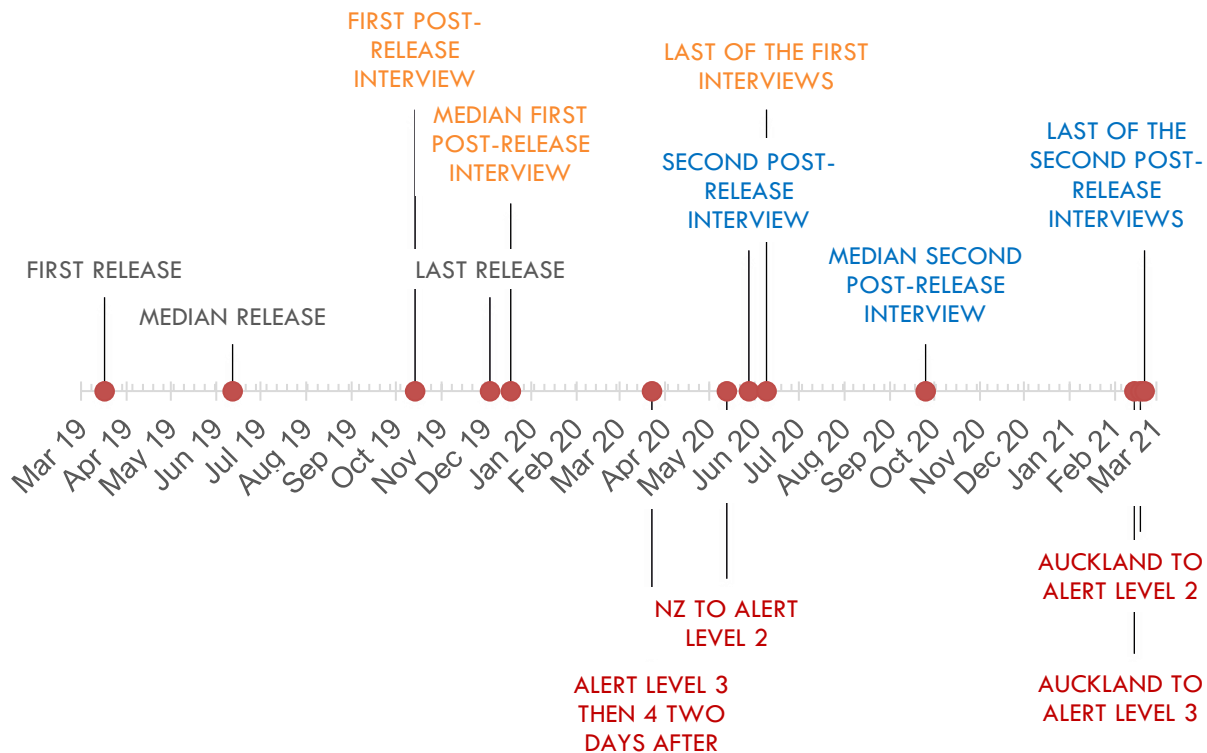 FIRST POST-
RELEASE
INTERVIEW
LAST OF THE FIRST
INTERVIEWS
MEDIAN FIRST
POST-RELEASE
INTERVIEW
LAST OF THE
SECOND POST-
RELEASE
INTERVIEWS
SECOND POST-
RELEASE
INTERVIEW
MEDIAN SECOND
POST-RELEASE
INTERVIEW
FIRST RELEASE
LAST RELEASE
MEDIAN RELEASE
Mar 19
Apr 19
May 19
Jun 19
Jul 19
Aug 19
Sep 19
Oct 19
Nov 19
Dec 19
Jan 20
Feb 20
Mar 20
Apr 20
May 20
Jun 20
Jul 20
Aug 20
Sep 20
Oct 20
Nov 20
Dec 20
Jan 21
Feb 21
Mar 21
AUCKLAND TO
ALERT LEVEL 2
NZ TO ALERT
LEVEL 2
ALERT LEVEL 3
THEN 4 TWO
DAYS AFTER
AUCKLAND TO
ALERT LEVEL 3